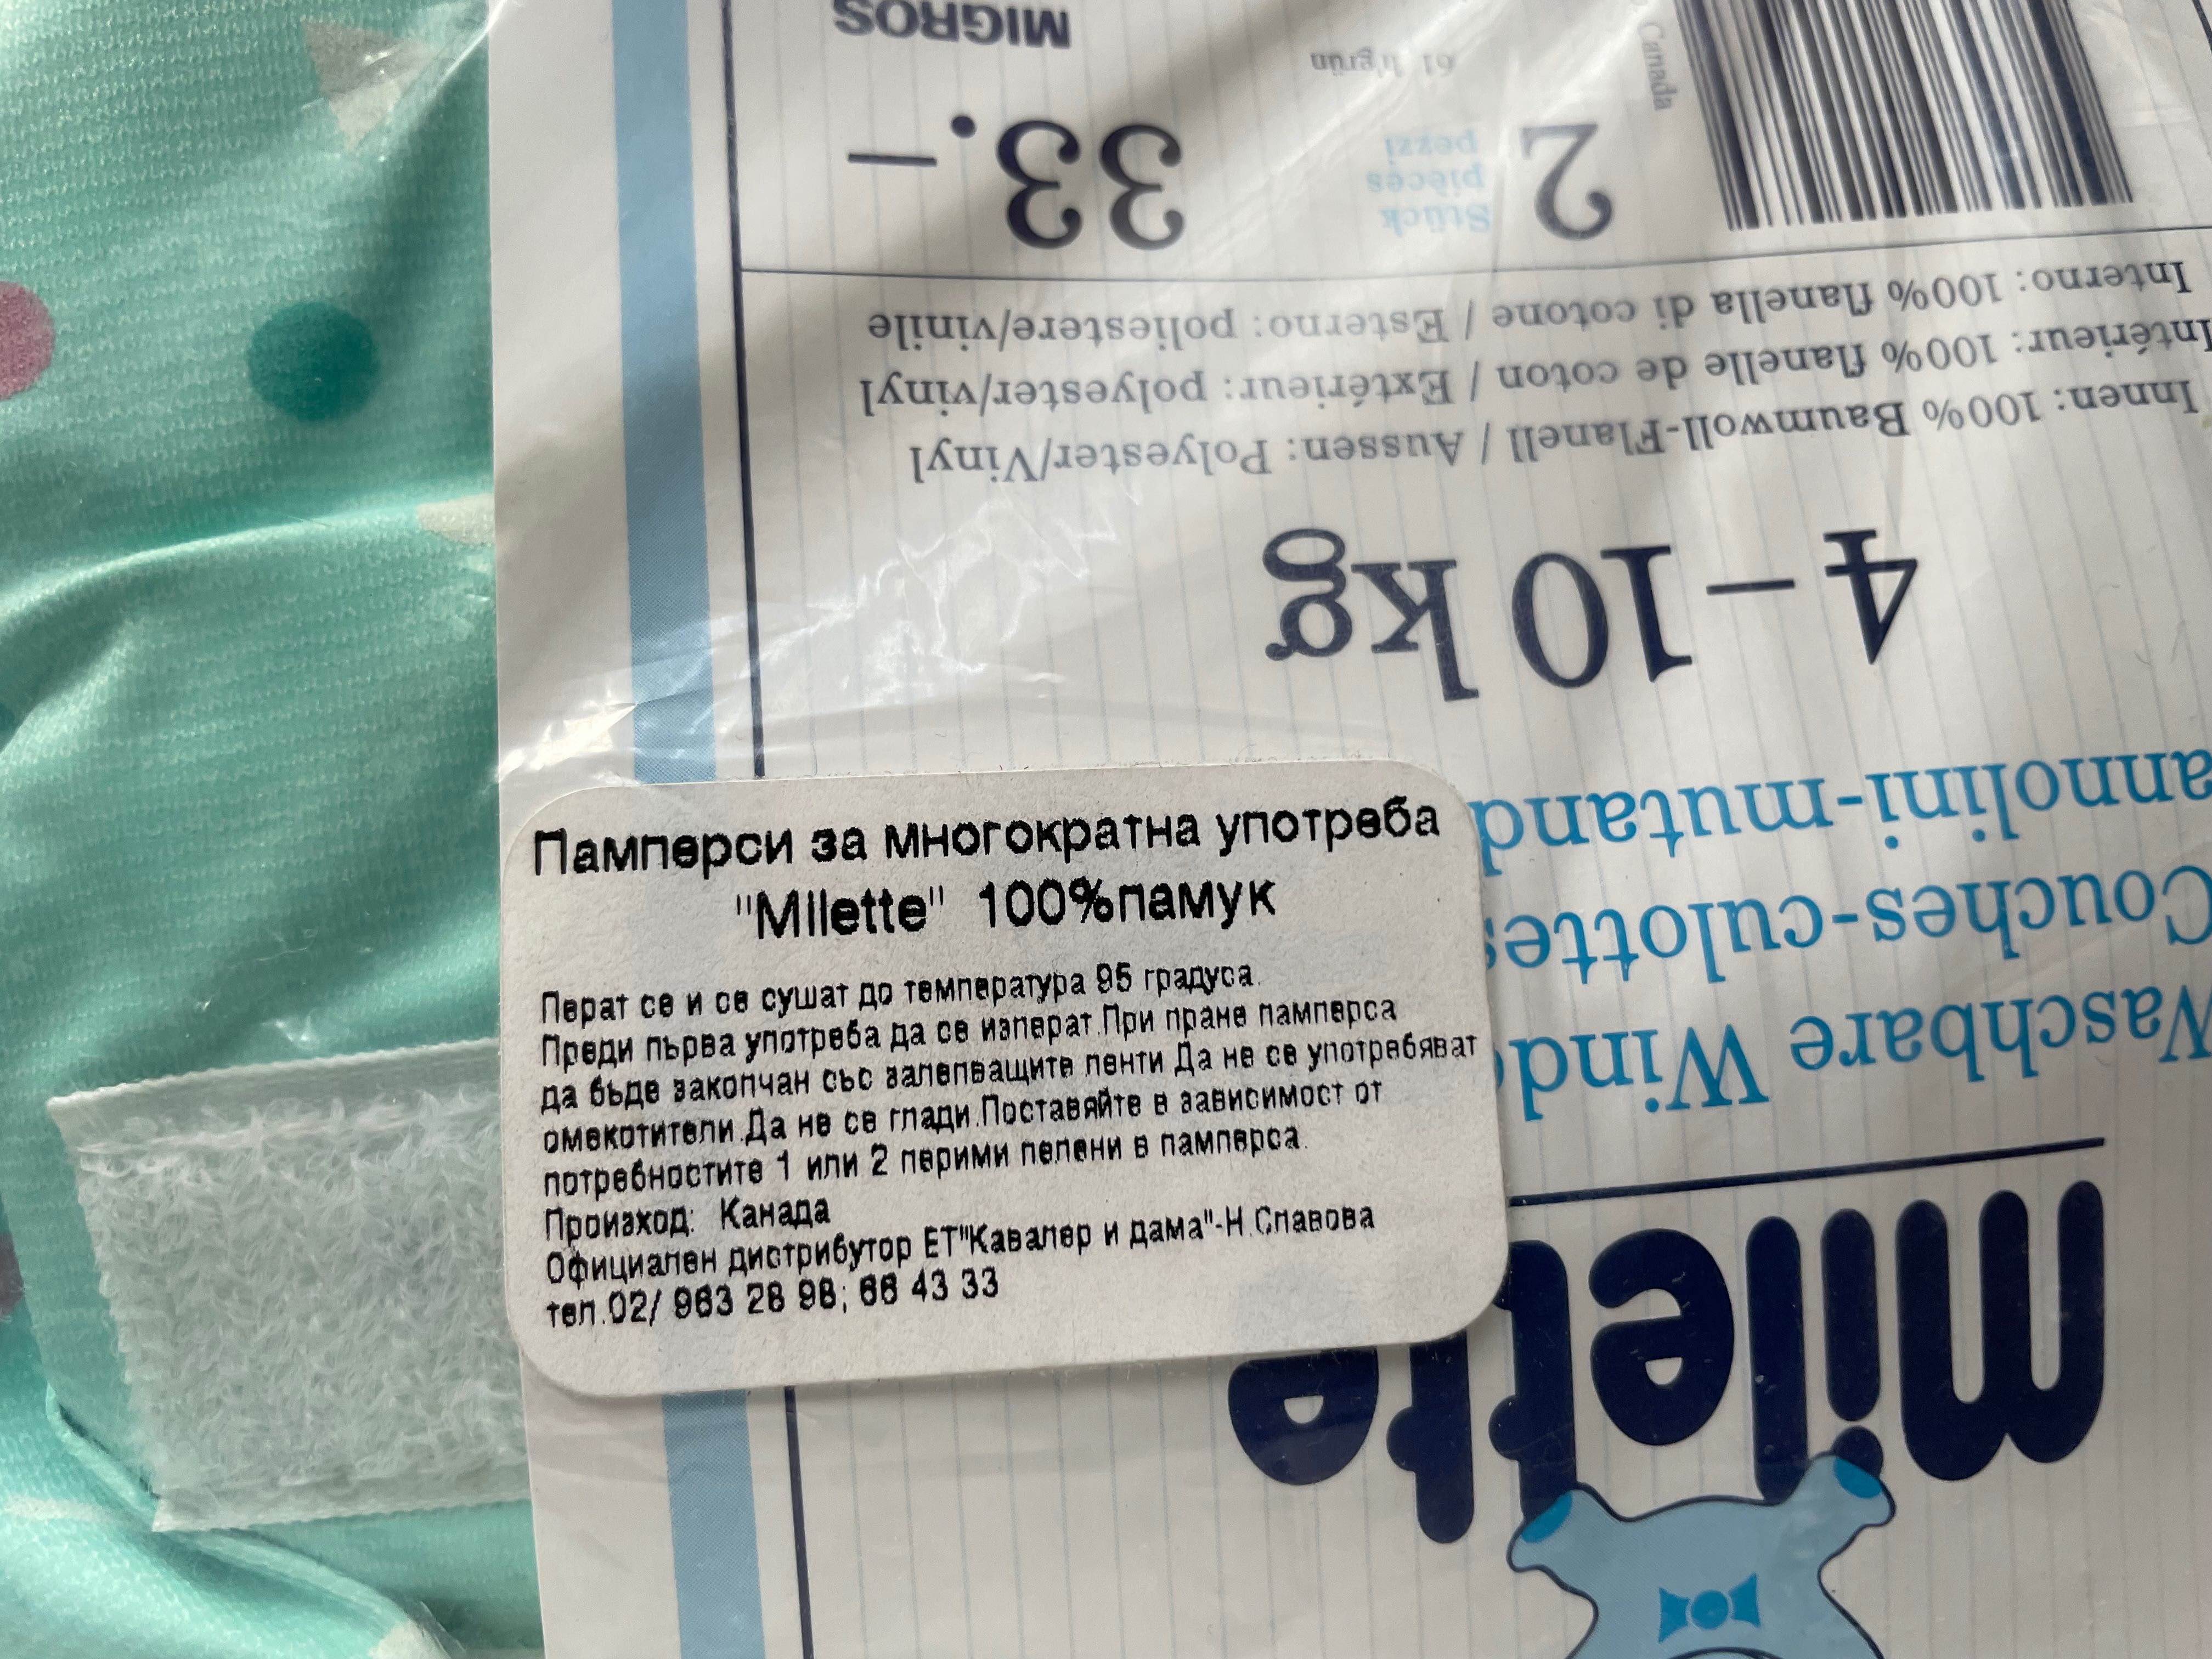 Памперси за многократна употреба
"Milette" 100%памук
Перат се и се сушат до температура 95 градуса.
Преди първа употреба да се изперат.При пране памперса
да бъде закопчан със залепващите ленти.Да не се употребяват
омекотители.Да не се глади.Поставяйте в зависимост от
потребностите 1 или 2 перими пелени в памперса.
Произход: Канада
Официален дистрибутор ЕТ"Кавалер и дама"-Н.Славова
тел.02/ 963 28 98; 66 43 33
milette
Waschbare
Couches-culottes
4–10 kg
Innen: 100% Baumwoll-Flanell / Aussen: Polyester/Vinyl
Intérieur: 100% flanelle de coton / Extérieur: polyester/vinyl
Interno: 100% flanella di cotone / Esterno: poliestere/vinile
2 Stück
pièces
pezzi
33.–
61 h'grün
MIGROS
Canada